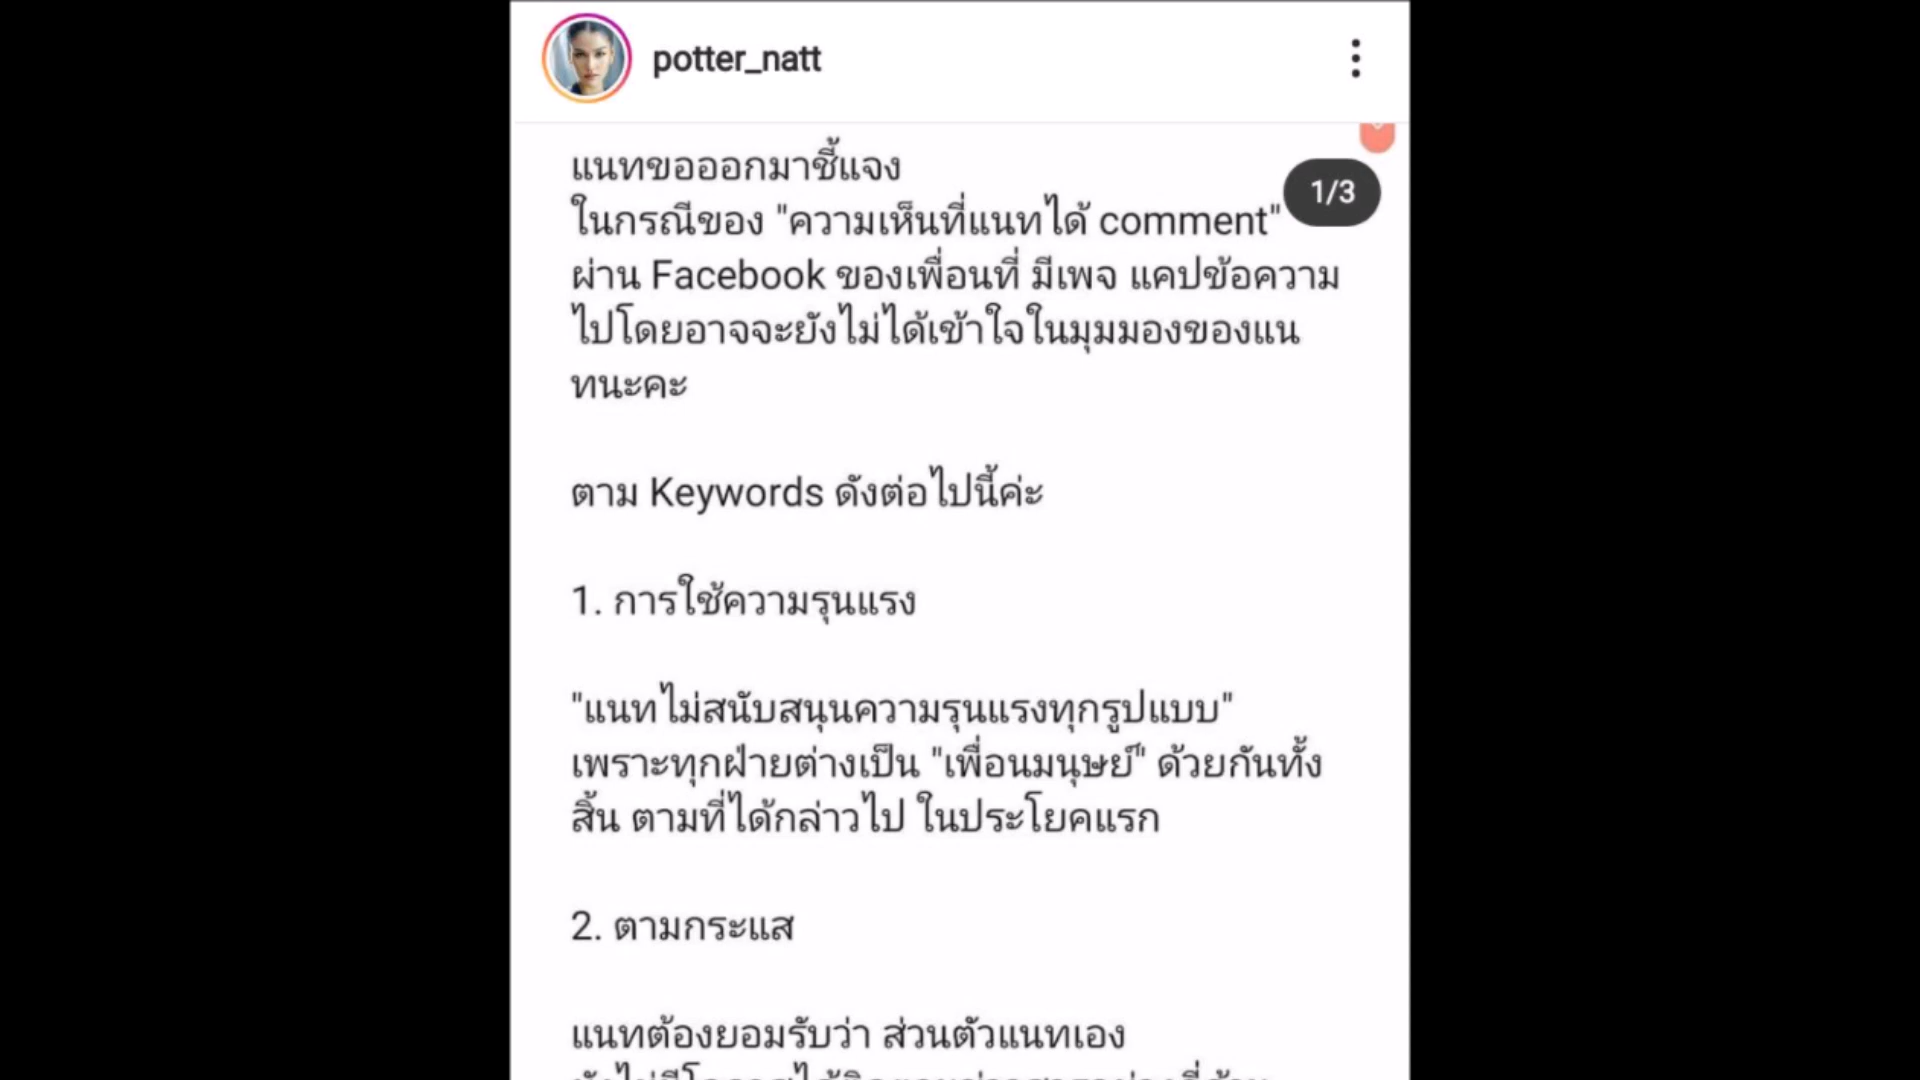 potter_natt
แนทขอออกมาชี้แจง
1/3
ในกรณีของ "ความเห็นที่แนทได้ comment"
ผ่าน Facebook ของเพื่อนที่ มีเพจ แคปข้อความ
ไปโดยอาจจะยังไม่ได้เข้าใจในมุมมองของแน
ทนะคะ
ตาม Keywords ดังต่อไปนี้ค่ะ
1. การใช้ความรุนแรง
"แนทไม่สนับสนุนความรุนแรงทุกรูปแบบ"
เพราะทุกฝ่ายต่างเป็น "เพื่อนมนุษย์" ด้วยกันทั้ง
สิ้น ตามที่ได้กล่าวไป ในประโยคแรก
2. ตามกระแส
แนทต้องยอมรับว่า ส่วนตัวแนทเอง